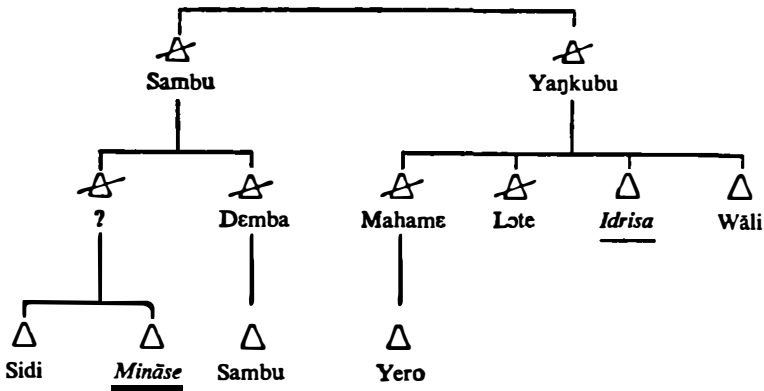 Sambu Yaŋkubu
? Dɛmba Mahamɛ Lɔte Idrisa Wāli
Sidi Mināse Sambu Yero